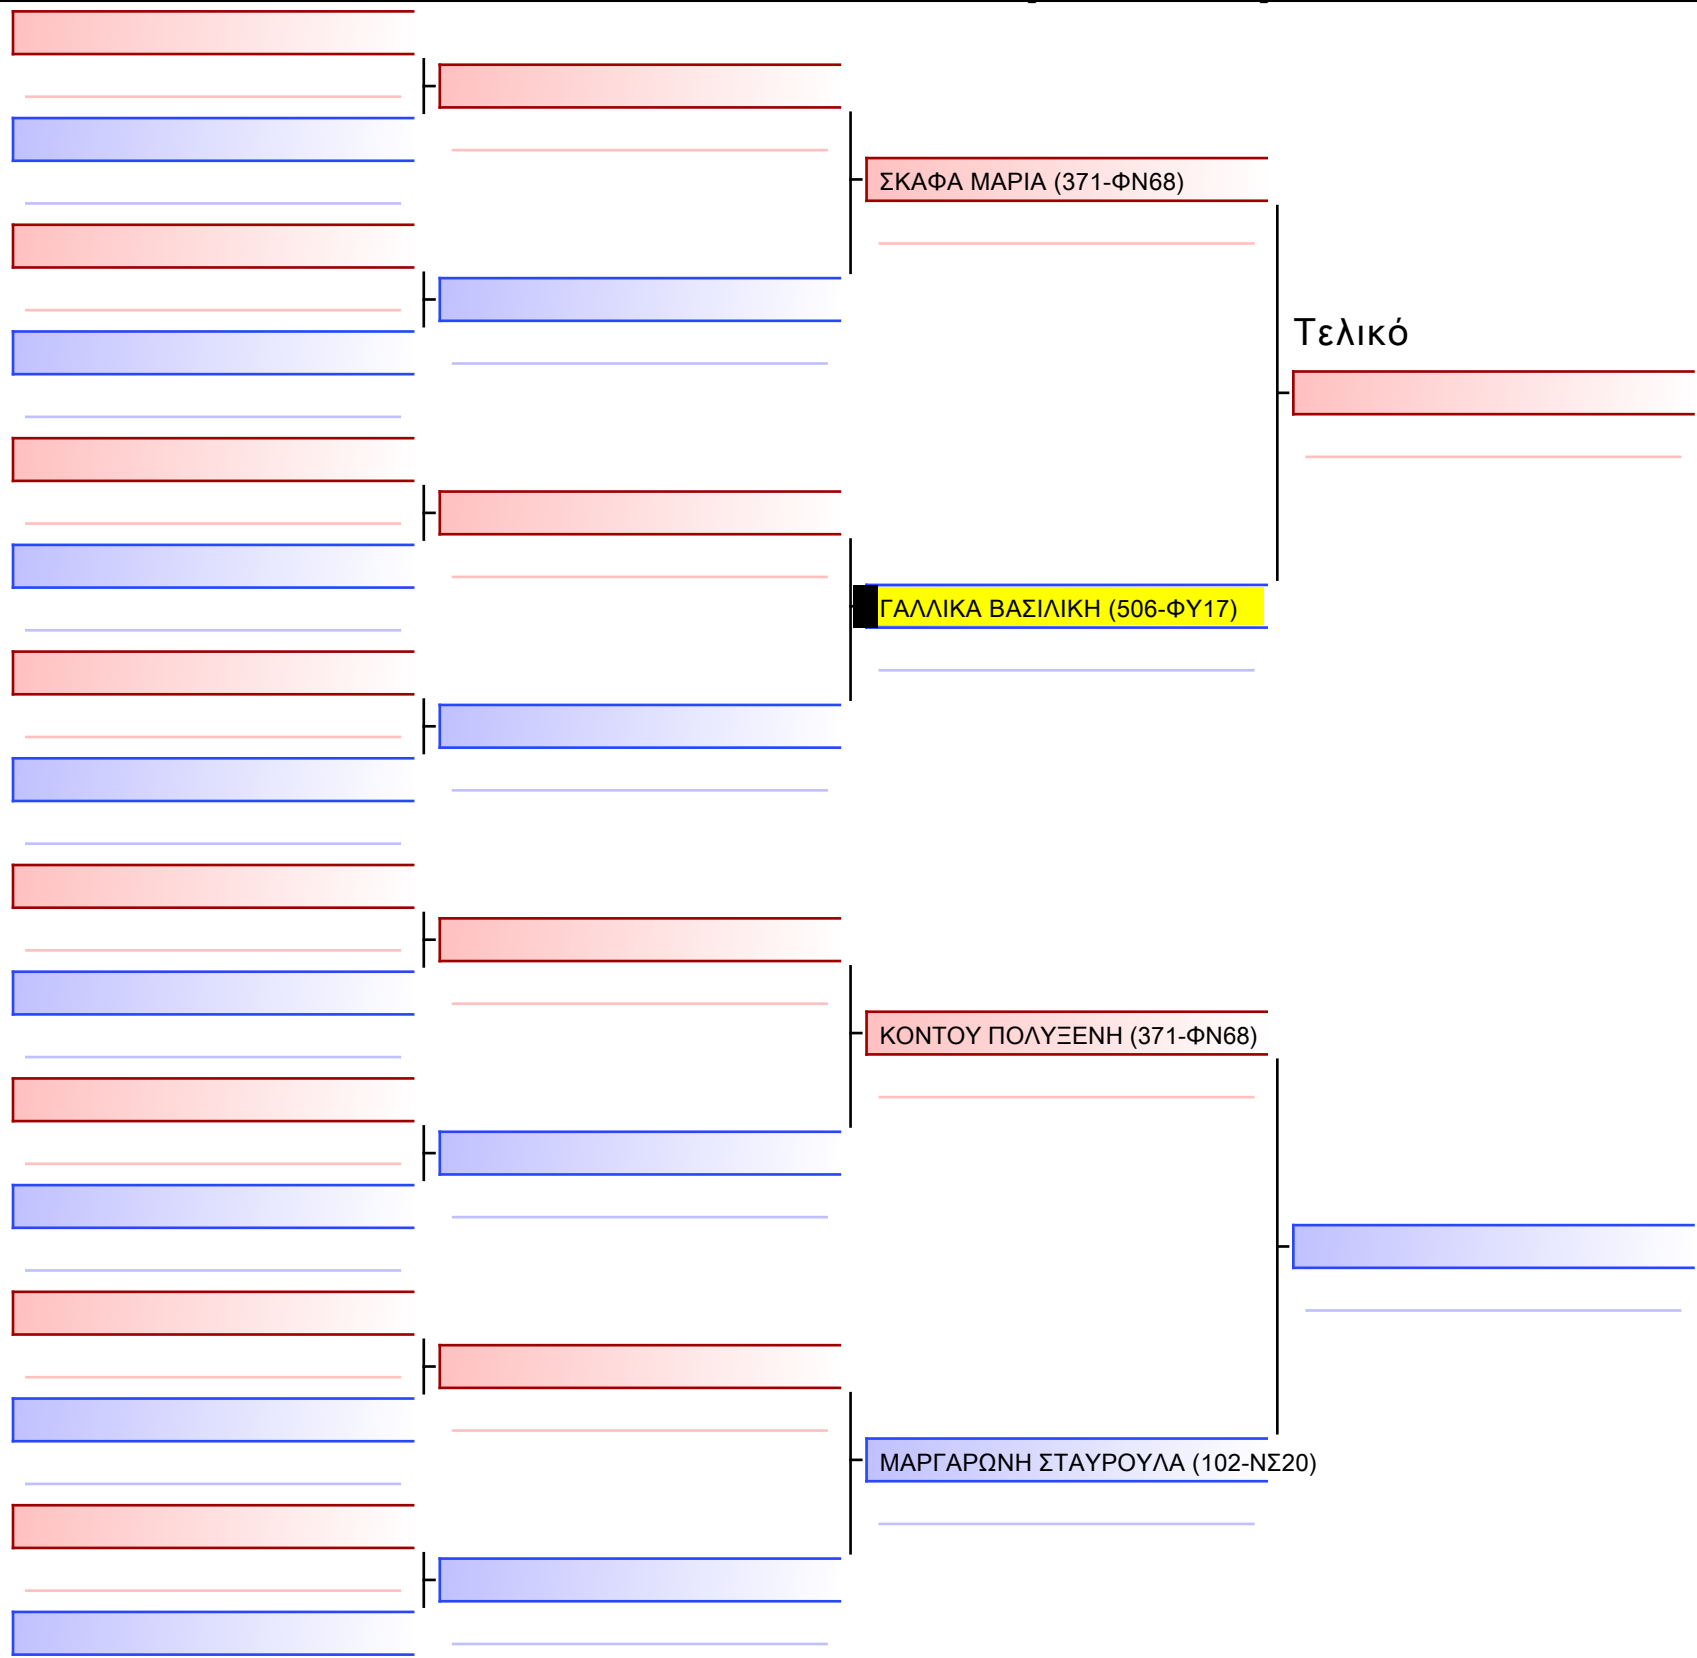 ΣΚΑΦΑ ΜΑΡΙΑ (371-ΦΝ68)
Τελικό
ΓΑΛΛΙΚΑ ΒΑΣΙΛΙΚΗ (506-ΦΥ17)
ΚΟΝΤΟΥ ΠΟΛΥΞΕΝΗ (371-ΦΝ68)
ΜΑΡΓΑΡΩΝΗ ΣΤΑΥΡΟΥΛΑ (102-ΝΣ20)